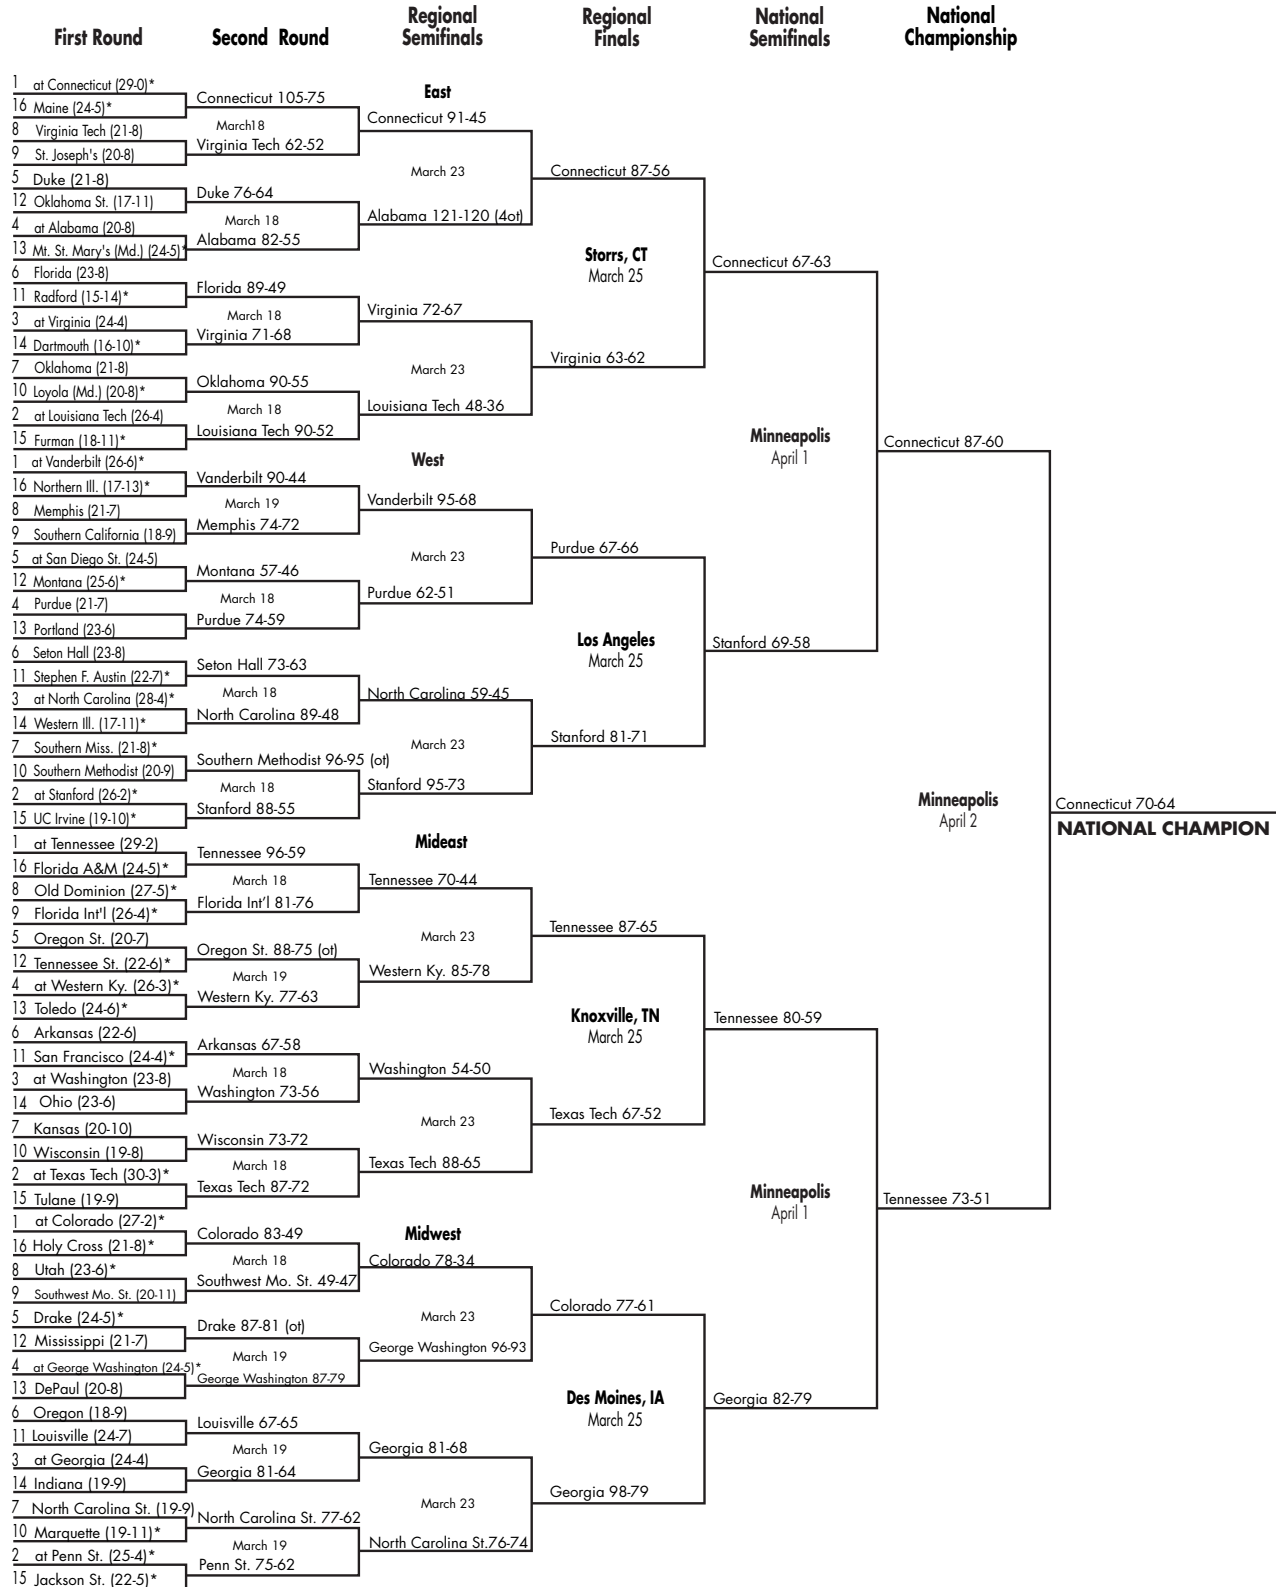 First Round
Second Round
Regional
Semifinals
Regional
Finals
National
Semifinals
National
Championship
1 at Connecticut (29-0)*
16 Maine (24-5)*
8 Virginia Tech (21-8)
9 St. Joseph's (20-8)
5 Duke (21-8)
12 Oklahoma St. (17-11)
4 at Alabama (20-8)
13 Mt. St. Mary's (Md.) (24-5)*
6 Florida (23-8)
11 Radford (15-14)*
3 at Virginia (24-4)
14 Dartmouth (16-10)*
7 Oklahoma (21-8)
10 Loyola (Md.) (20-8)*
2 at Louisiana Tech (26-4)
15 Furman (18-11)*
1 at Vanderbilt (26-6)*
16 Northern Ill. (17-13)*
8 Memphis (21-7)
9 Southern California (18-9)
5 at San Diego St. (24-5)
12 Montana (25-6)*
4 Purdue (21-7)
13 Portland (23-6)
6 Seton Hall (23-8)
11 Stephen F. Austin (22-7)*
3 at North Carolina (28-4)*
14 Western Ill. (17-11)*
7 Southern Miss. (21-8)*
10 Southern Methodist (20-9)
2 at Stanford (26-2)*
15 UC Irvine (19-10)*
1 at Tennessee (29-2)
16 Florida A&M (24-5)*
8 Old Dominion (27-5)*
9 Florida Int'l (26-4)*
5 Oregon St. (20-7)
12 Tennessee St. (22-6)*
4 at Western Ky. (26-3)*
13 Toledo (24-6)*
6 Arkansas (22-6)
11 San Francisco (24-4)*
3 at Washington (23-8)
14 Ohio (23-6)
7 Kansas (20-10)
10 Wisconsin (19-8)
2 at Texas Tech (30-3)*
15 Tulane (19-9)
1 at Colorado (27-2)*
16 Holy Cross (21-8)*
8 Utah (23-6)*
9 Southwest Mo. St. (20-11)
5 Drake (24-5)*
12 Mississippi (21-7)
4 at George Washington (24-5)*
13 DePaul (20-8)
6 Oregon (18-9)
11 Louisville (24-7)
3 at Georgia (24-4)
14 Indiana (19-9)
7 North Carolina St. (19-9)
10 Marquette (19-11)*
2 at Penn St. (25-4)*
15 Jackson St. (22-5)*
Connecticut 105-75
March18
Virginia Tech 62-52
Duke 76-64
March 18
Alabama 82-55
Florida 89-49
March 18
Virginia 71-68
Oklahoma 90-55
March 18
Louisiana Tech 90-52
Vanderbilt 90-44
March 19
Memphis 74-72
Montana 57-46
March 18
Purdue 74-59
Seton Hall 73-63
March 18
North Carolina 89-48
Southern Methodist 96-95 (ot)
March 18
Stanford 88-55
Tennessee 96-59
March 18
Florida Int'l 81-76
Oregon St. 88-75 (ot)
March 19
Western Ky. 77-63
Arkansas 67-58
March 18
Washington 73-56
Wisconsin 73-72
March 18
Texas Tech 87-72
Colorado 83-49
March 18
Southwest Mo. St. 49-47
Drake 87-81 (ot)
March 19
George Washington 87-79
Louisville 67-65
March 19
Georgia 81-64
North Carolina St. 77-62
March 19
Penn St. 75-62
East
Connecticut 91-45
March 23
Alabama 121-120 (4ot)
Virginia 72-67
March 23
Louisiana Tech 48-36
West
Vanderbilt 95-68
March 23
Purdue 62-51
North Carolina 59-45
March 23
Stanford 95-73
Mideast
Tennessee 70-44
March 23
Western Ky. 85-78
Washington 54-50
March 23
Texas Tech 88-65
Midwest
Colorado 78-34
March 23
George Washington 96-93
Georgia 81-68
March 23
North Carolina St.76-74
Connecticut 87-56
Storrs, CT
March 25
Virginia 63-62
Purdue 67-66
Los Angeles
March 25
Stanford 81-71
Tennessee 87-65
Knoxville, TN
March 25
Texas Tech 67-52
Colorado 77-61
Des Moines, IA
March 25
Georgia 98-79
Connecticut 67-63
Minneapolis
April 1
Stanford 69-58
Tennessee 80-59
Minneapolis
April 1
Georgia 82-79
Connecticut 87-60
Minneapolis
April 2
Tennessee 73-51
Connecticut 70-64
NATIONAL CHAMPION